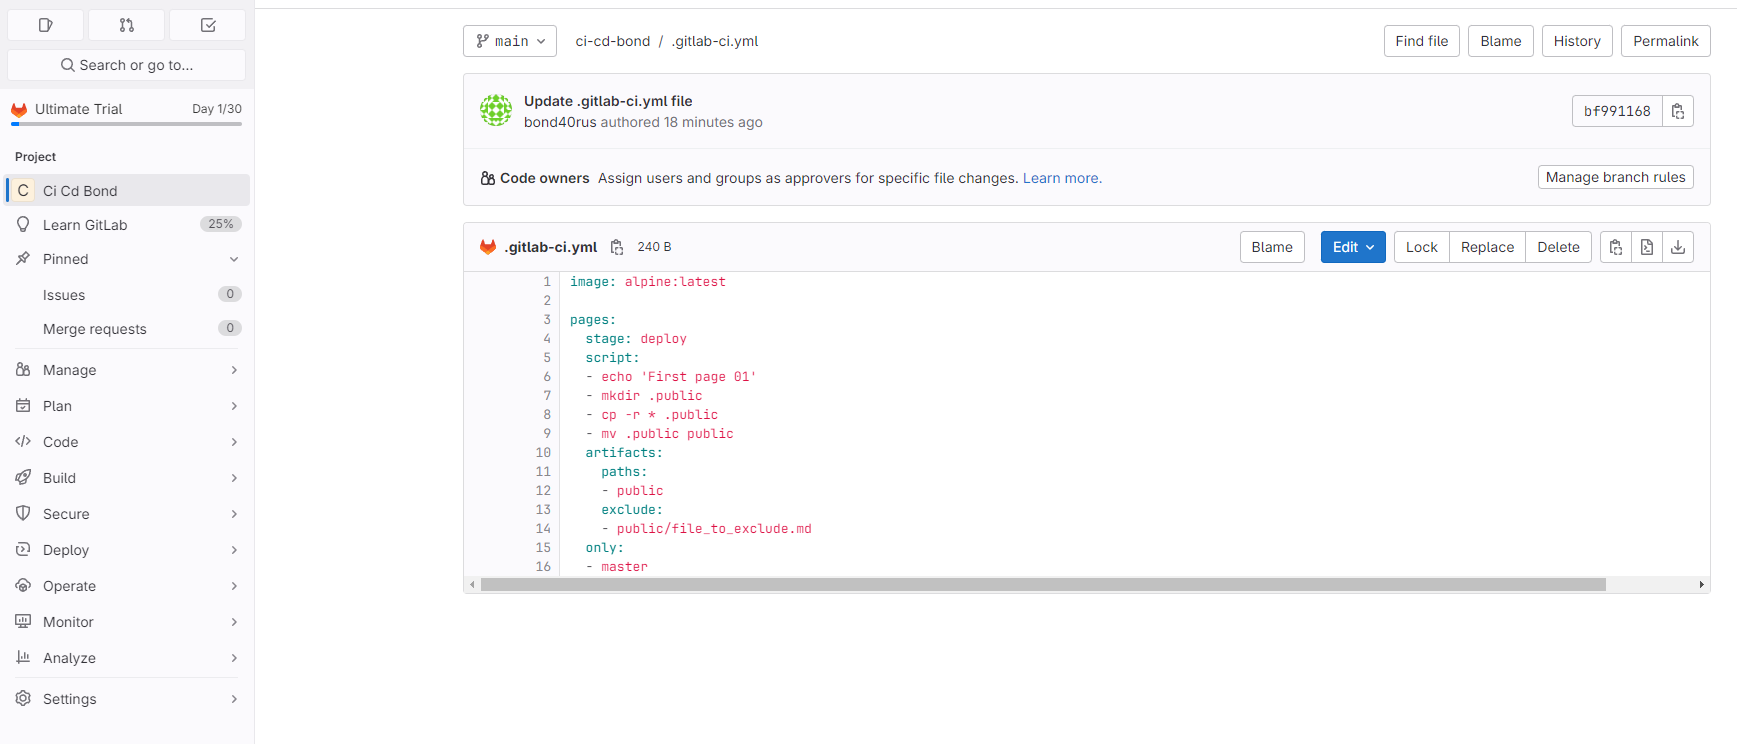 Search or go to...
Ultimate Trial Day 1/30
Project
C Ci Cd Bond
Learn GitLab 25%
Pinned
Issues 0
Merge requests 0
Manage
Plan
Code
Build
Secure
Deploy
Operate
Monitor
Analyze
Settings
main ci-cd-bond / .gitlab-ci.yml Find file Blame History Permalink
Update .gitlab-ci.yml file
bond40rus authored 18 minutes ago
bf991168
Code owners Assign users and groups as approvers for specific file changes. Learn more. Manage branch rules
.gitlab-ci.yml 240 B Blame Edit Lock Replace Delete
1 image: alpine:latest
2
3 pages:
4 stage: deploy
5 script:
6 - echo 'First page 01'
7 - mkdir .public
8 - cp -r * .public
9 - mv .public public
10 artifacts:
11 paths:
12 - public
13 exclude:
14 - public/file_to_exclude.md
15 only:
16 - master